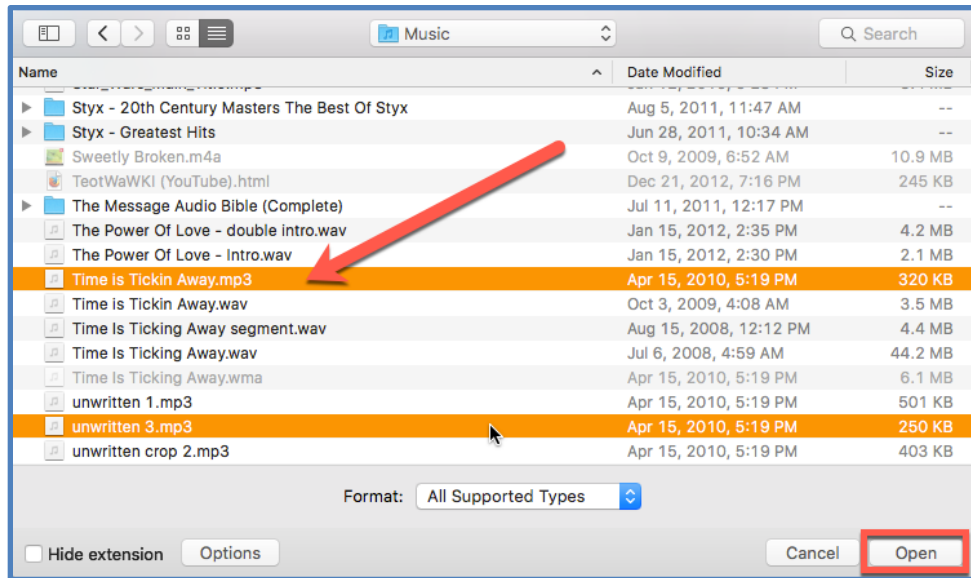 Music
Search
Name Date Modified Size
Styx - 20th Century Masters The Best Of Styx Aug 5, 2011, 11:47 AM --
Styx - Greatest Hits Jun 28, 2011, 10:34 AM --
Sweetly Broken.m4a Oct 9, 2009, 6:52 AM 10.9 MB
TeotWaWKI (YouTube).html Dec 21, 2012, 7:16 PM 245 KB
The Message Audio Bible (Complete) Jul 11, 2011, 12:17 PM --
The Power Of Love - double intro.wav Jan 15, 2012, 2:35 PM 4.2 MB
The Power Of Love - Intro.wav Jan 15, 2012, 2:30 PM 2.1 MB
Time is Tickin Away.mp3 Apr 15, 2010, 5:19 PM 320 KB
Time is Tickin Away.wav Oct 3, 2009, 4:08 AM 3.5 MB
Time Is Ticking Away segment.wav Aug 15, 2008, 12:12 PM 4.4 MB
Time Is Ticking Away.wav Jul 6, 2008, 4:59 AM 44.2 MB
Time Is Ticking Away.wma Apr 15, 2010, 5:19 PM 6.1 MB
unwritten 1.mp3 Apr 15, 2010, 5:19 PM 501 KB
unwritten 3.mp3 Apr 15, 2010, 5:19 PM 250 KB
unwritten crop 2.mp3 Apr 15, 2010, 5:19 PM 403 KB
Format: All Supported Types
Hide extension Options Cancel Open